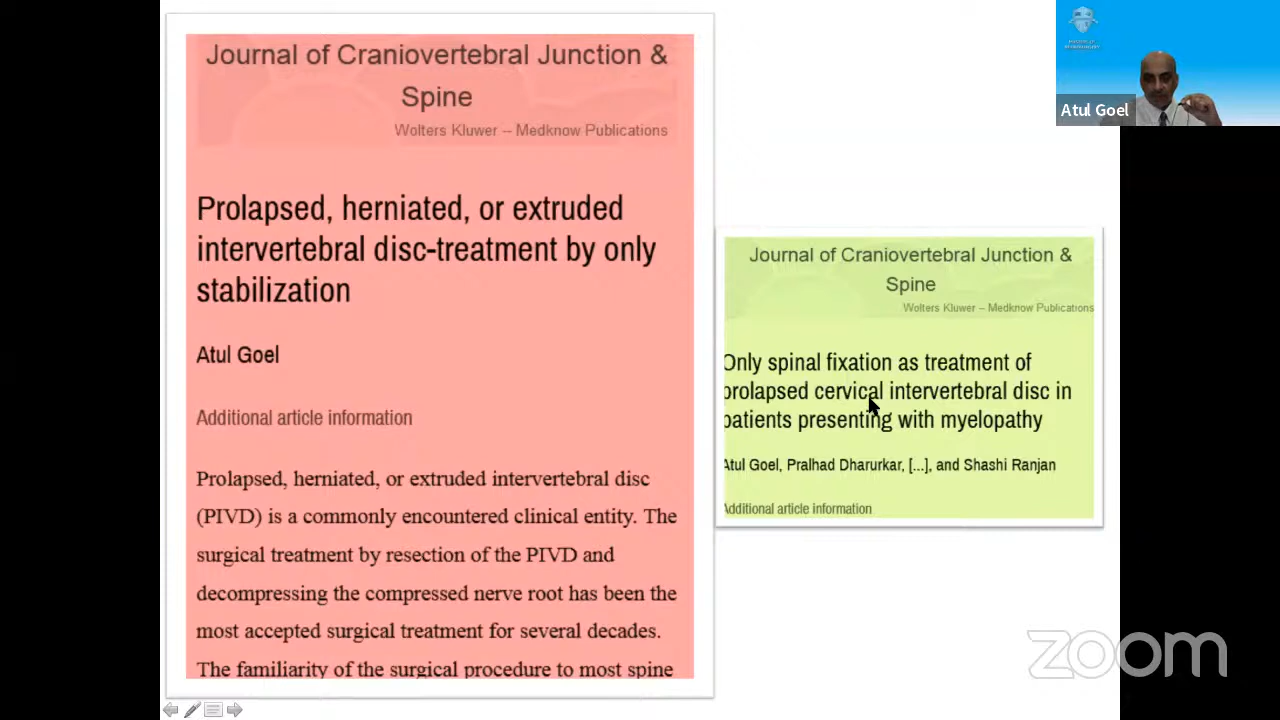 Journal of Craniovertebral Junction &
Spine
Wolters Kluwer – Medknow Publications
Prolapsed, herniated, or extruded
intervertebral disc-treatment by only
stabilization
Atul Goel
Additional article information
Prolapsed, herniated, or extruded intervertebral disc
(PIVD) is a commonly encountered clinical entity. The
surgical treatment by resection of the PIVD and
decompressing the compressed nerve root has been the
most accepted surgical treatment for several decades.
The familiarity of the surgical procedure to most spine
Journal of Craniovertebral Junction &
Spine
Wolters Kluwer – Medknow Publications
Only spinal fixation as treatment of
prolapsed cervical intervertebral disc in
patients presenting with myelopathy
Atul Goel, Pralhad Dharurkar, [...], and Shashi Ranjan
Additional article information
Atul Goel
zoom